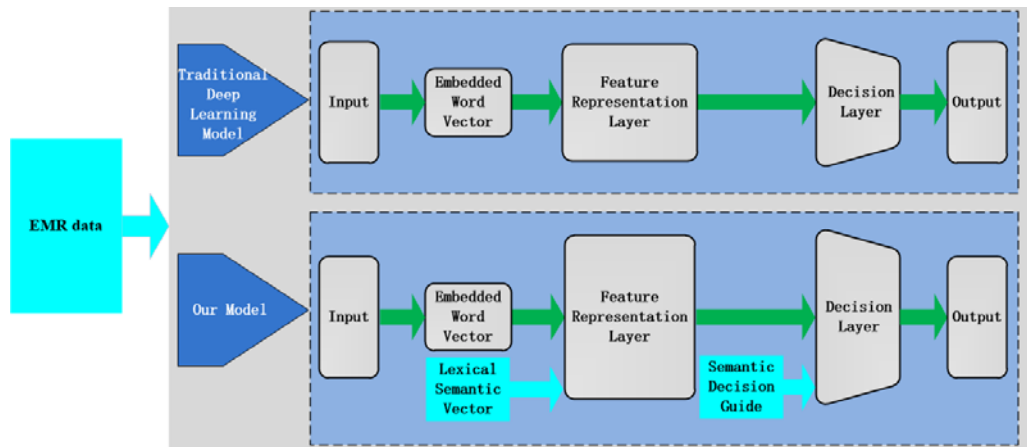 EMR data
Traditional
Deep
Learning
Model
Input
Embedded
Word
Vector
Feature
Representation
Layer
Decision
Layer
Output
Our Model
Input
Embedded
Word
Vector
Lexical
Semantic
Vector
Feature
Representation
Layer
Semantic
Decision
Guide
Decision
Layer
Output